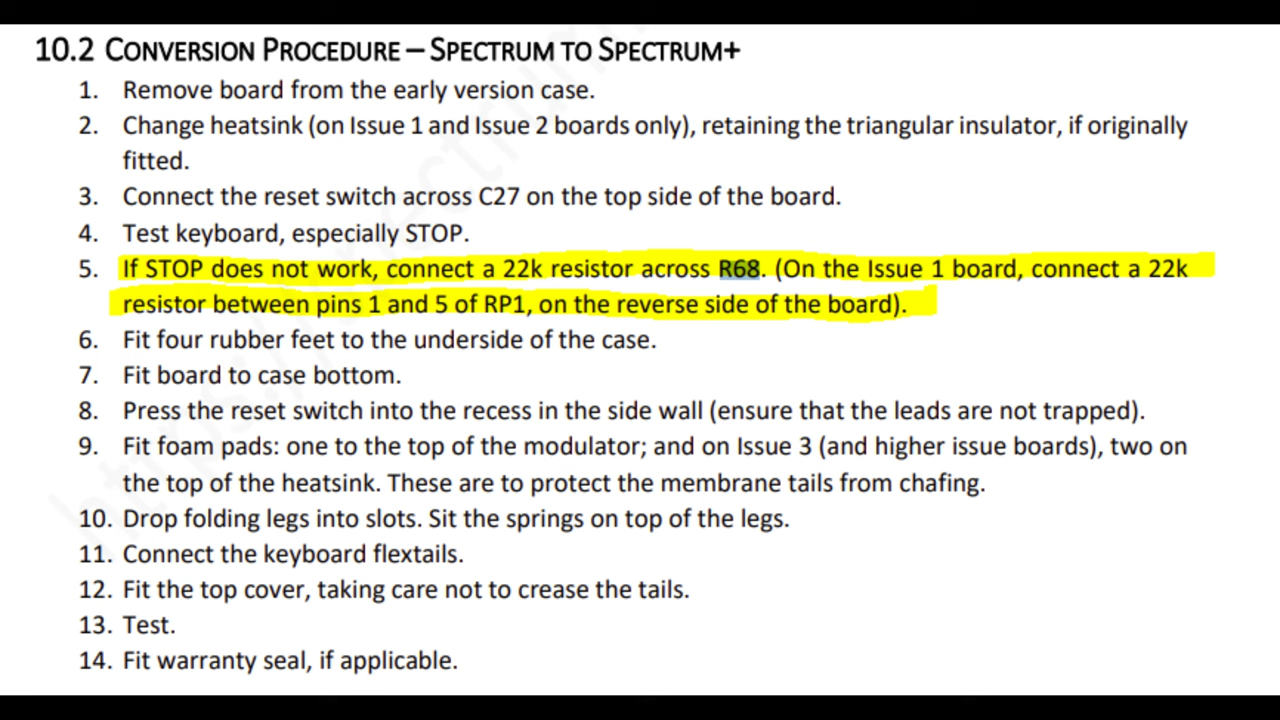 10.2 CONVERSION PROCEDURE – SPECTRUM TO SPECTRUM+
1. Remove board from the early version case.
2. Change heatsink (on Issue 1 and Issue 2 boards only), retaining the triangular insulator, if originally
fitted.
3. Connect the reset switch across C27 on the top side of the board.
4. Test keyboard, especially STOP.
5. If STOP does not work, connect a 22k resistor across R68. (On the Issue 1 board, connect a 22k
resistor between pins 1 and 5 of RP1, on the reverse side of the board).
6. Fit four rubber feet to the underside of the case.
7. Fit board to case bottom.
8. Press the reset switch into the recess in the side wall (ensure that the leads are not trapped).
9. Fit foam pads: one to the top of the modulator; and on Issue 3 (and higher issue boards), two on
the top of the heatsink. These are to protect the membrane tails from chafing.
10. Drop folding legs into slots. Sit the springs on top of the legs.
11. Connect the keyboard flextails.
12. Fit the top cover, taking care not to crease the tails.
13. Test.
14. Fit warranty seal, if applicable.